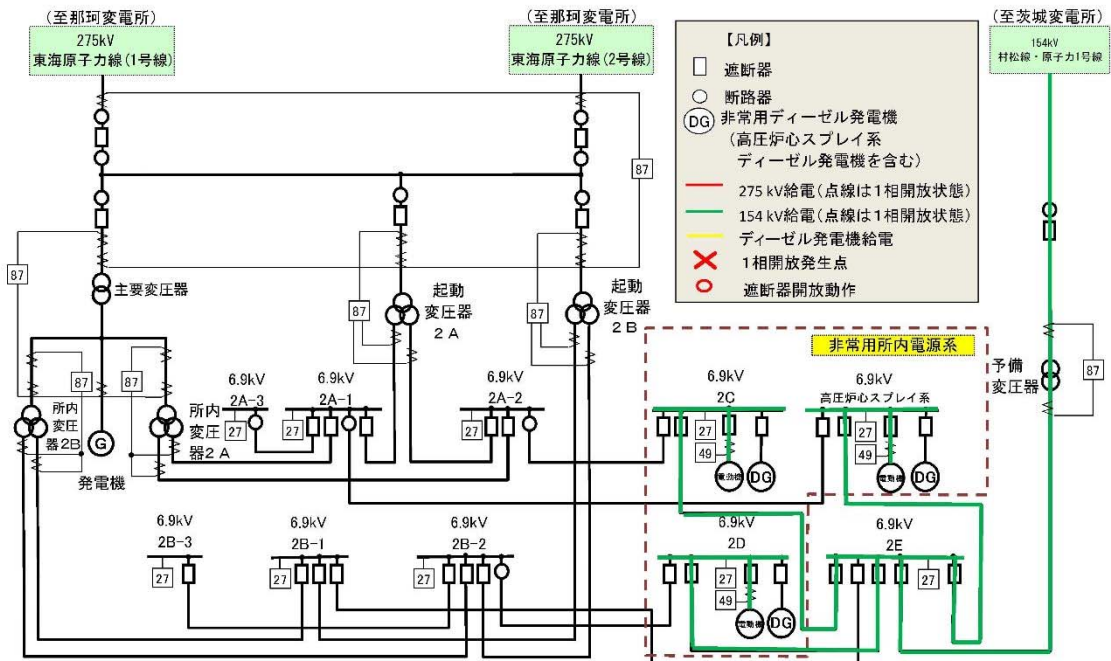 (至那珂変電所)
275kV
東海原子力線(1号線)
(至那珂変電所)
275kV
東海原子力線(2号線)
(至茨城変電所)
154kV
村松線・原子力1号線
【凡例】
遮断器
断路器
DG
非常用ディーゼル発電機
(高圧炉心スプレイ系
ディーゼル発電機を含む)
275 kV給電(点線は1相開放状態)
154 kV給電(点線は1相開放状態)
ディーゼル発電機給電
1相開放発生点
遮断器開放動作
87
87
主要変圧器
87
起動
変圧器
2A
87
起動
変圧器
2B
非常用所内電源系
予備
変圧器
87
87
87
所内
変圧
器2B
G
発電機
所内
変圧
器2A
6.9kV
2A-3
27
6.9kV
2A-1
27
6.9kV
2A-2
27
6.9kV
2C
27
49
電動機
DG
6.9kV
高圧炉心スプレイ系
27
49
電動機
DG
6.9kV
2B-3
27
6.9kV
2B-1
27
6.9kV
2B-2
27
6.9kV
2D
27
49
電動機
DG
6.9kV
2E
27